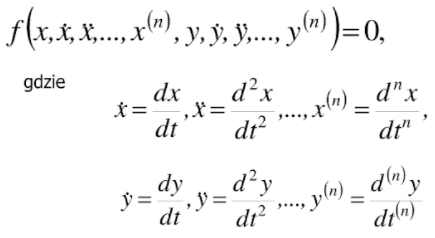 f(x, ẋ, ẍ, ..., x⁽ⁿ⁾, y, ẏ, ÿ, ..., y⁽ⁿ⁾) = 0,
gdzie
ẋ = dx/dt, ẍ = d²x/dt², ..., x⁽ⁿ⁾ = dⁿx/dtⁿ,
ẏ = dy/dt, ÿ = d²y/dt², ..., y⁽ⁿ⁾ = d⁽ⁿ⁾y/dt⁽ⁿ⁾